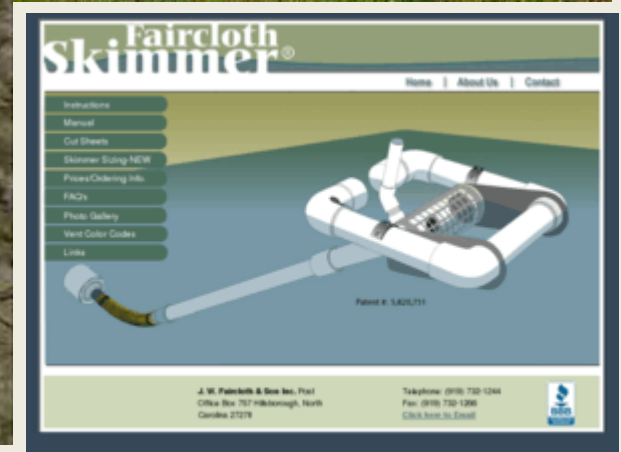 Faircloth
Skimmer®
Home | About Us | Contact
Instructions
Manual
Cut Sheets
Skimmer Sizing-NEW
Prices/Ordering Info.
FAQ's
Photo Gallery
Vent Color Codes
Links
Patent #: 5,820,751
J. W. Faircloth & Son Inc. Post
Office Box 757 Hillsborough, North
Carolina 27278
Telephone: (919) 732-1244
Fax: (919) 732-1266
Click here to Email
BBB